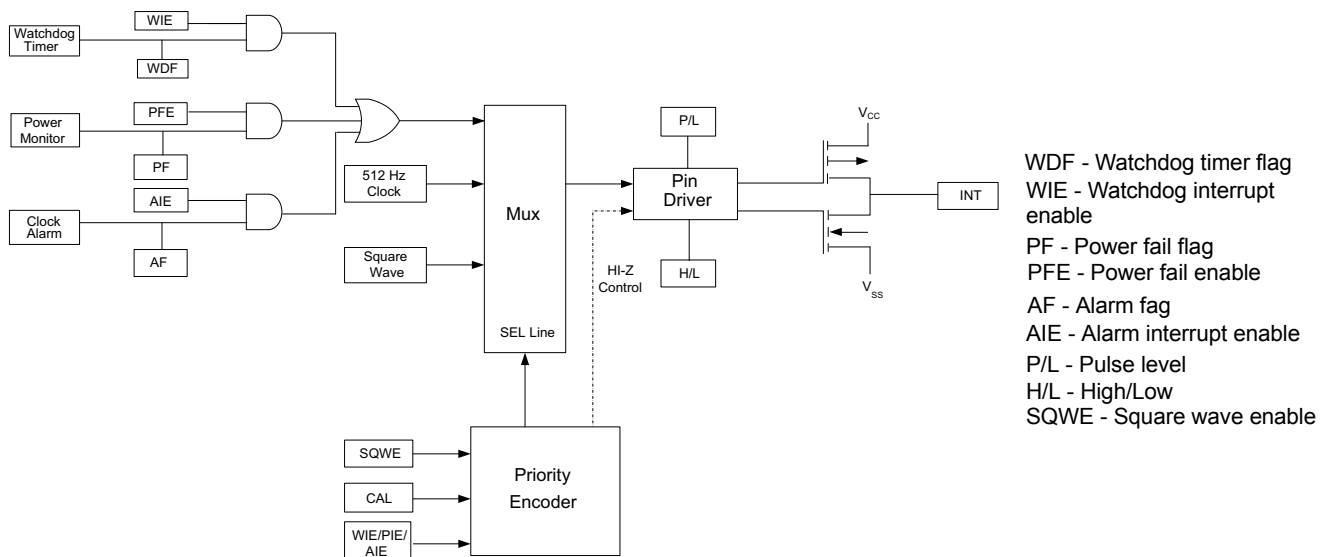 WIE
Watchdog
Timer
WDF
PFE
Power
Monitor
PF
AIE
Clock
Alarm
AF
512 Hz
Clock
Square
Wave
Mux
SEL Line
P/L
Pin
Driver
H/L
HI-Z
Control
VCC
VSS
INT
SQWE
CAL
WIE/PIE/
AIE
Priority
Encoder
WDF - Watchdog timer flag
WIE - Watchdog interrupt
enable
PF - Power fail flag
PFE - Power fail enable
AF - Alarm fag
AIE - Alarm interrupt enable
P/L - Pulse level
H/L - High/Low
SQWE - Square wave enable